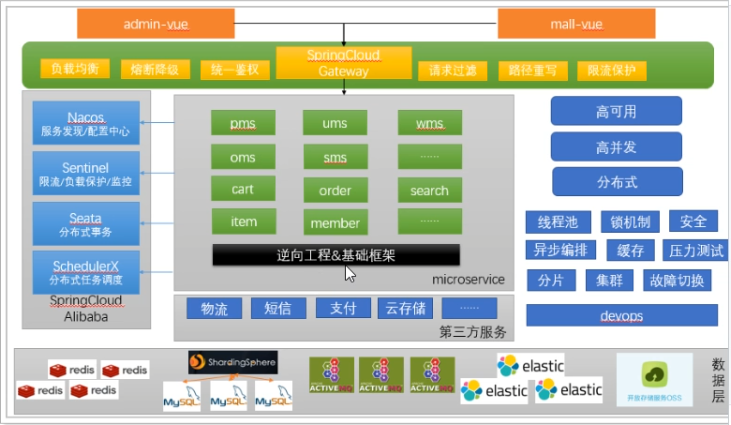 admin-vue
mall-vue
负载均衡
熔断降级
统一鉴权
SpringCloud
Gateway
请求过滤
路径重写
限流保护
Nacos
服务发现/配置中心
Sentinel
限流/负载保护/监控
Seata
分布式事务
SchedulerX
分布式任务调度
SpringCloud
Alibaba
pms
ums
wms
oms
sms
......
cart
order
search
item
member
......
逆向工程&基础框架
microservice
物流
短信
支付
云存储
......
第三方服务
高可用
高并发
分布式
线程池
锁机制
安全
异步编排
缓存
压力测试
分片
集群
故障切换
devops
redis
redis
redis
redis
ShardingSphere
MySQL
MySQL
MySQL
ACTIVEMQ
ACTIVEMQ
ACTIVEMQ
elastic
elastic
elastic
开放存储服务OSS
数据层